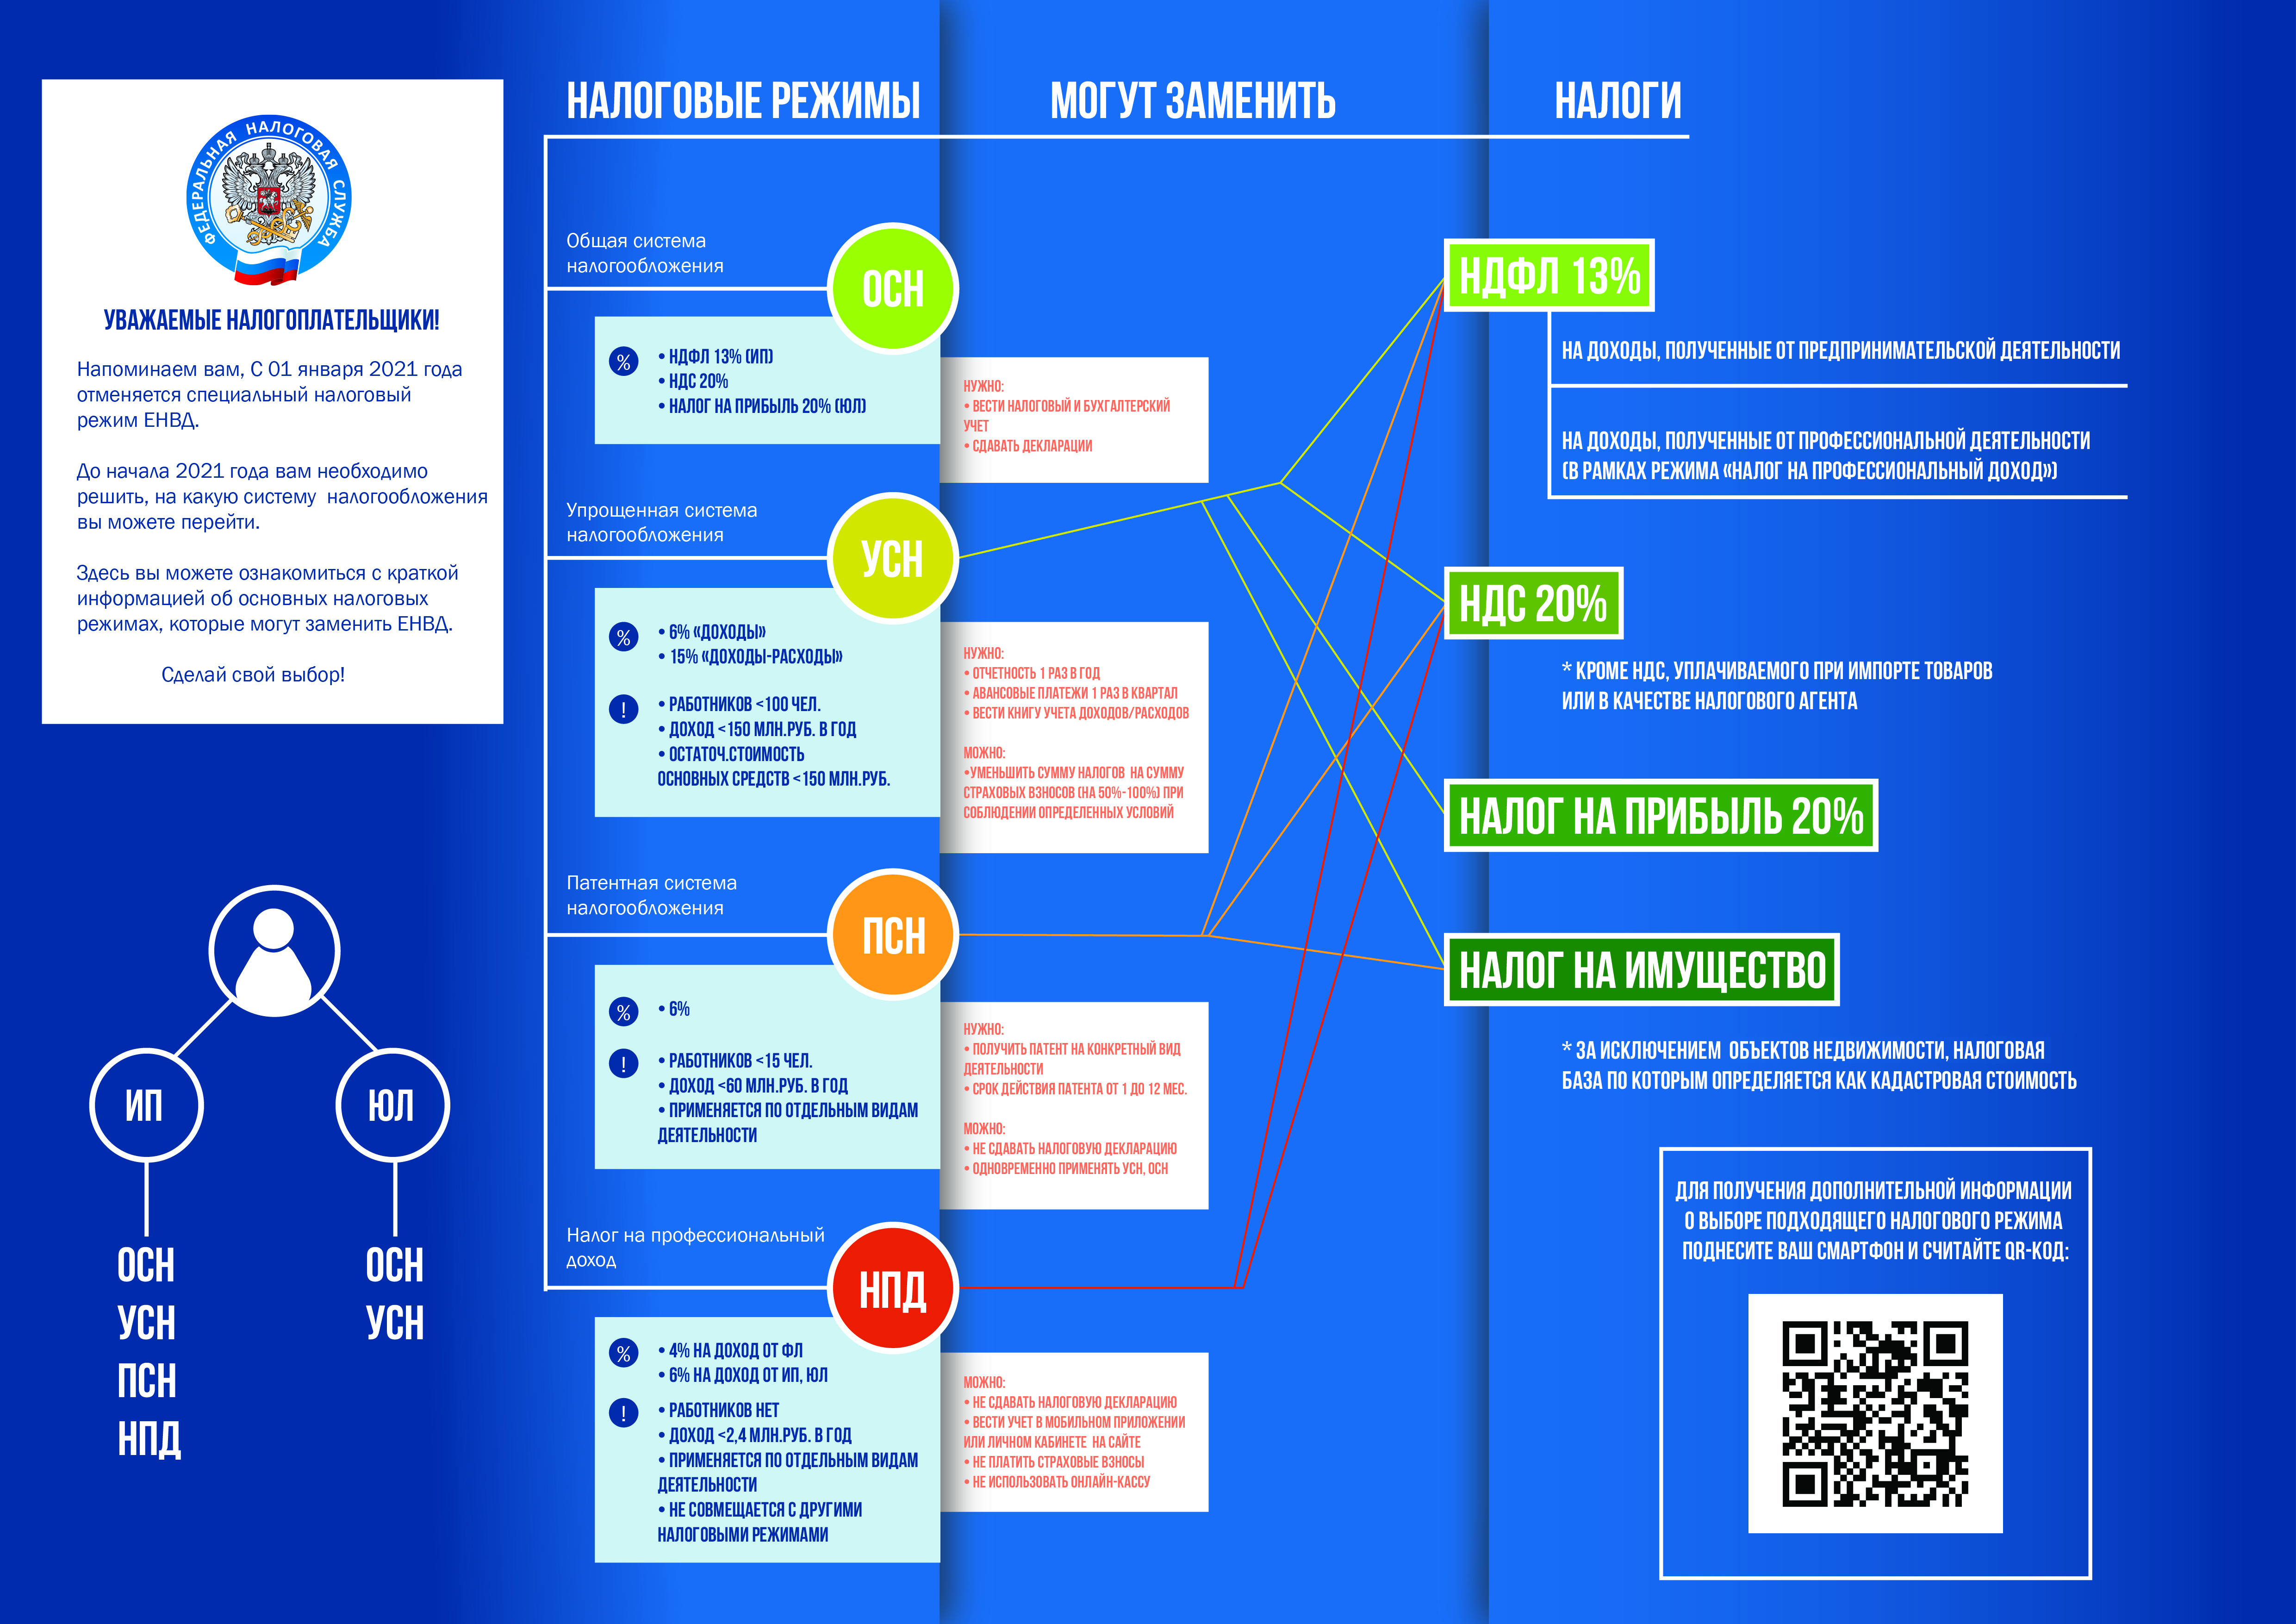 ФЕДЕРАЛЬНАЯ НАЛОГОВАЯ СЛУЖБА
УВАЖАЕМЫЕ НАЛОГОПЛАТЕЛЬЩИКИ!
Напоминаем вам, С 01 января 2021 года
отменяется специальный налоговый
режим ЕНВД.
До начала 2021 года вам необходимо
решить, на какую систему налогообложения
вы можете перейти.
Здесь вы можете ознакомиться с краткой
информацией об основных налоговых
режимах, которые могут заменить ЕНВД.
Сделай свой выбор!
ИП
ЮЛ
ОСН
УСН
ПСН
НПД
ОСН
УСН
НАЛОГОВЫЕ РЕЖИМЫ
МОГУТ ЗАМЕНИТЬ
НАЛОГИ
Общая система
налогообложения
ОСН
%
• НДФЛ 13% (ИП)
• НДС 20%
• НАЛОГ НА ПРИБЫЛЬ 20% (ЮЛ)
НУЖНО:
• ВЕСТИ НАЛОГОВЫЙ И БУХГАЛТЕРСКИЙ
УЧЕТ
• СДАВАТЬ ДЕКЛАРАЦИИ
Упрощенная система
налогообложения
УСН
%
• 6% «ДОХОДЫ»
• 15% «ДОХОДЫ-РАСХОДЫ»
!
• РАБОТНИКОВ <100 ЧЕЛ.
• ДОХОД <150 МЛН.РУБ. В ГОД
• ОСТАТОЧ.СТОИМОСТЬ
ОСНОВНЫХ СРЕДСТВ <150 МЛН.РУБ.
НУЖНО:
• ОТЧЕТНОСТЬ 1 РАЗ В ГОД
• АВАНСОВЫЕ ПЛАТЕЖИ 1 РАЗ В КВАРТАЛ
• ВЕСТИ КНИГУ УЧЕТА ДОХОДОВ/РАСХОДОВ
МОЖНО:
•УМЕНЬШИТЬ СУММУ НАЛОГОВ НА СУММУ
СТРАХОВЫХ ВЗНОСОВ (НА 50%-100%) ПРИ
СОБЛЮДЕНИИ ОПРЕДЕЛЕННЫХ УСЛОВИЙ
Патентная система
налогообложения
ПСН
%
• 6%
!
• РАБОТНИКОВ <15 ЧЕЛ.
• ДОХОД <60 МЛН.РУБ. В ГОД
• ПРИМЕНЯЕТСЯ ПО ОТДЕЛЬНЫМ ВИДАМ
ДЕЯТЕЛЬНОСТИ
НУЖНО:
• ПОЛУЧИТЬ ПАТЕНТ НА КОНКРЕТНЫЙ ВИД
ДЕЯТЕЛЬНОСТИ
• СРОК ДЕЙСТВИЯ ПАТЕНТА ОТ 1 ДО 12 МЕС.
МОЖНО:
• НЕ СДАВАТЬ НАЛОГОВУЮ ДЕКЛАРАЦИЮ
• ОДНОВРЕМЕННО ПРИМЕНЯТЬ УСН, ОСН
Налог на профессиональный
доход
НПД
%
• 4% НА ДОХОД ОТ ФЛ
• 6% НА ДОХОД ОТ ИП, ЮЛ
!
• РАБОТНИКОВ НЕТ
• ДОХОД <2,4 МЛН.РУБ. В ГОД
• ПРИМЕНЯЕТСЯ ПО ОТДЕЛЬНЫМ ВИДАМ
ДЕЯТЕЛЬНОСТИ
• НЕ СОВМЕЩАЕТСЯ С ДРУГИМИ
НАЛОГОВЫМИ РЕЖИМАМИ
МОЖНО:
• НЕ СДАВАТЬ НАЛОГОВУЮ ДЕКЛАРАЦИЮ
• ВЕСТИ УЧЕТ В МОБИЛЬНОМ ПРИЛОЖЕНИИ
ИЛИ ЛИЧНОМ КАБИНЕТЕ НА САЙТЕ
• НЕ ПЛАТИТЬ СТРАХОВЫЕ ВЗНОСЫ
• НЕ ИСПОЛЬЗОВАТЬ ОНЛАЙН-КАССУ
НДФЛ 13%
НА ДОХОДЫ, ПОЛУЧЕННЫЕ ОТ ПРЕДПРИНИМАТЕЛЬСКОЙ ДЕЯТЕЛЬНОСТИ
НА ДОХОДЫ, ПОЛУЧЕННЫЕ ОТ ПРОФЕССИОНАЛЬНОЙ ДЕЯТЕЛЬНОСТИ
(В РАМКАХ РЕЖИМА «НАЛОГ НА ПРОФЕССИОНАЛЬНЫЙ ДОХОД»)
НДС 20%
* КРОМЕ НДС, УПЛАЧИВАЕМОГО ПРИ ИМПОРТЕ ТОВАРОВ
ИЛИ В КАЧЕСТВЕ НАЛОГОВОГО АГЕНТА
НАЛОГ НА ПРИБЫЛЬ 20%
НАЛОГ НА ИМУЩЕСТВО
* ЗА ИСКЛЮЧЕНИЕМ ОБЪЕКТОВ НЕДВИЖИМОСТИ, НАЛОГОВАЯ
БАЗА ПО КОТОРЫМ ОПРЕДЕЛЯЕТСЯ КАК КАДАСТРОВАЯ СТОИМОСТЬ
ДЛЯ ПОЛУЧЕНИЯ ДОПОЛНИТЕЛЬНОЙ ИНФОРМАЦИИ
О ВЫБОРЕ ПОДХОДЯЩЕГО НАЛОГОВОГО РЕЖИМА
ПОДНЕСИТЕ ВАШ СМАРТФОН И СЧИТАЙТЕ QR-КОД: